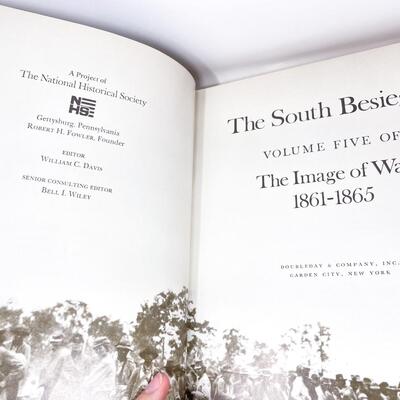 A Project of
The National Historical Society
NE
HSE
Gettysburg, Pennsylvania
Robert H. Fowler, Founder
EDITOR
William C. Davis
SENIOR CONSULTING EDITOR
Bell I. Wiley
The South Besie
VOLUME FIVE OF
The Image of Wa
1861-1865
DOUBLEDAY & COMPANY, INC.
GARDEN CITY, NEW YORK